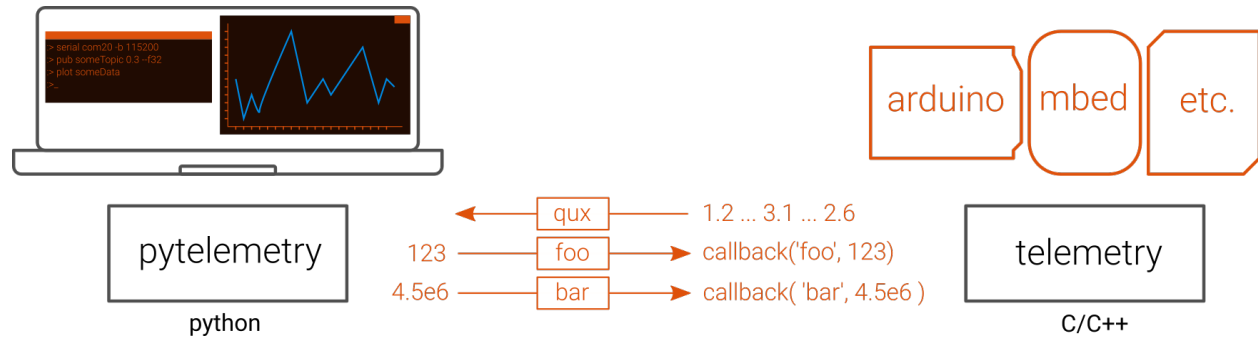 > serial com20 -b 115200
> pub someTopic 0.3 --f32
> plot someData
>_
arduino
mbed
etc.
pytelemetry
python
qux
1.2 ... 3.1 ... 2.6
123
foo
callback('foo', 123)
4.5e6
bar
callback( 'bar', 4.5e6 )
telemetry
C/C++